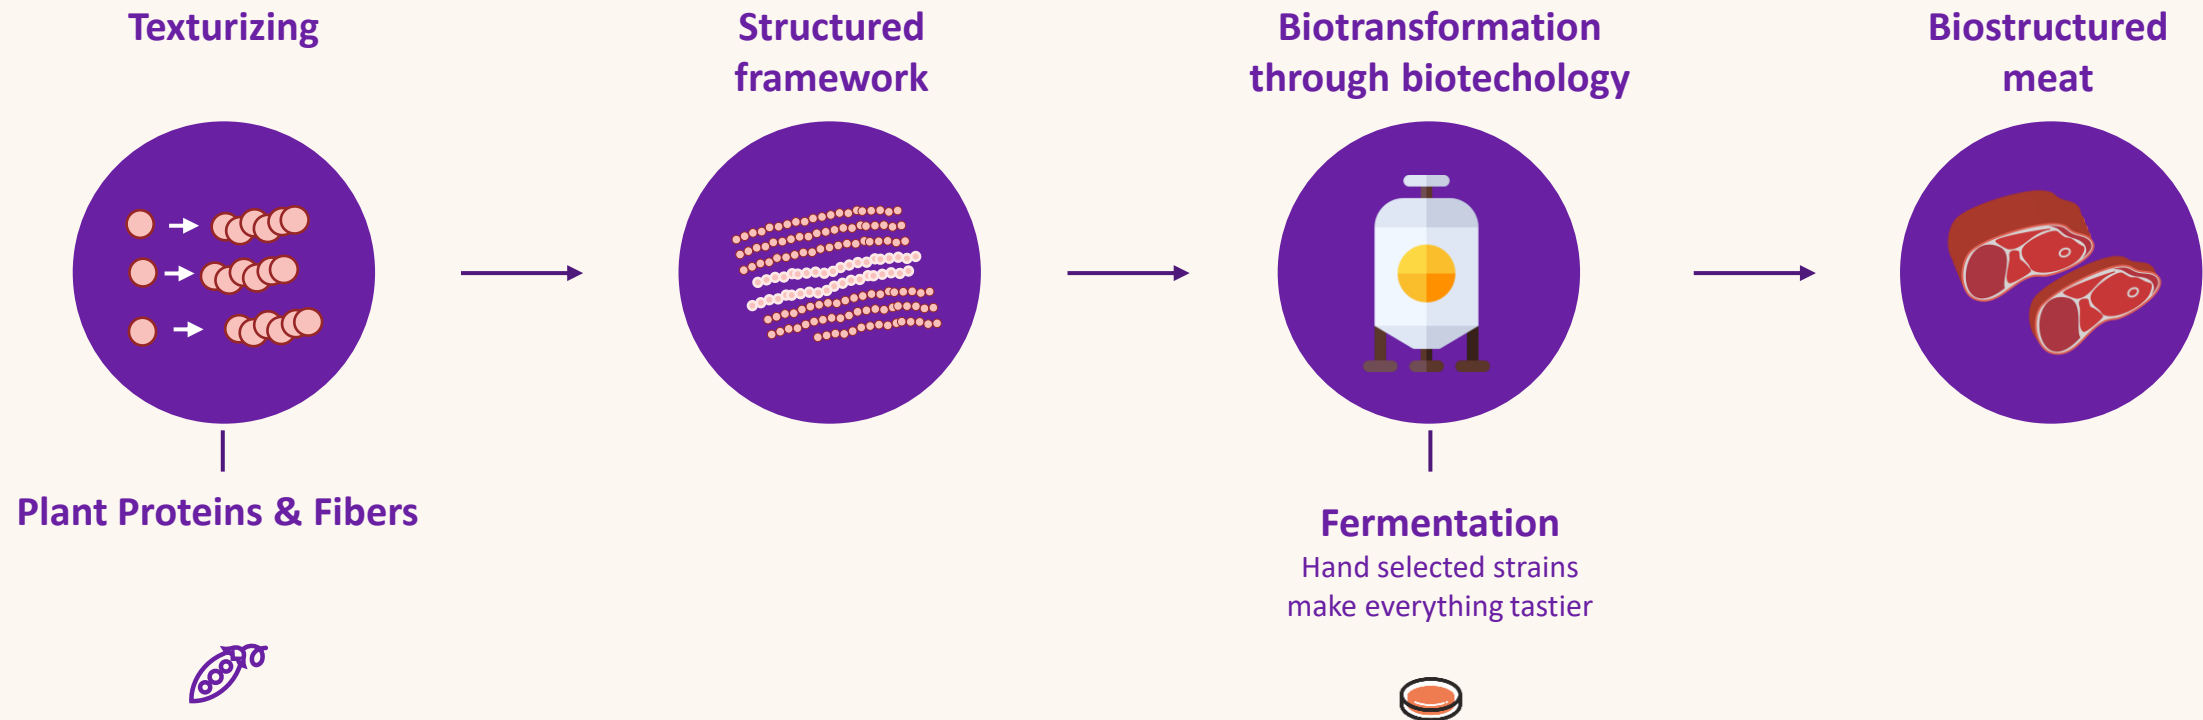 Texturizing
Structured
framework
Biotransformation
through biotechology
Biostructured
meat
Plant Proteins & Fibers
Fermentation
Hand selected strains
make everything tastier